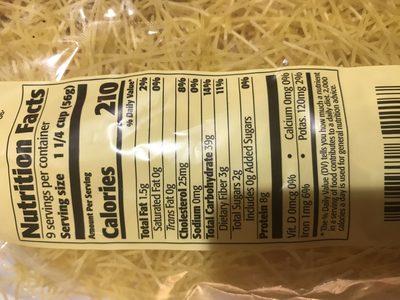 Nutrition Facts
9 servings per container
Serving size 1 1/4 cup (56g)
Amount Per Serving
Calories 210
% Daily Value*
Total Fat 1.5g 2%
Saturated Fat 0g 0%
Trans Fat 0g
Cholesterol 25mg 8%
Sodium 0mg 0%
Total Carbohydrate 39g 14%
Dietary Fiber 3g 11%
Total Sugars 2g
Includes 0g Added Sugars 0%
Protein 8g
Vit. D 0mcg 0% • Calcium 0mg 0%
Iron 1mg 6% • Potas. 120mg 2%
*The % Daily Value (DV) tells you how much a nutrient
in a serving of food contributes to a daily diet. 2,000
calories a day is used for general nutrition advice.